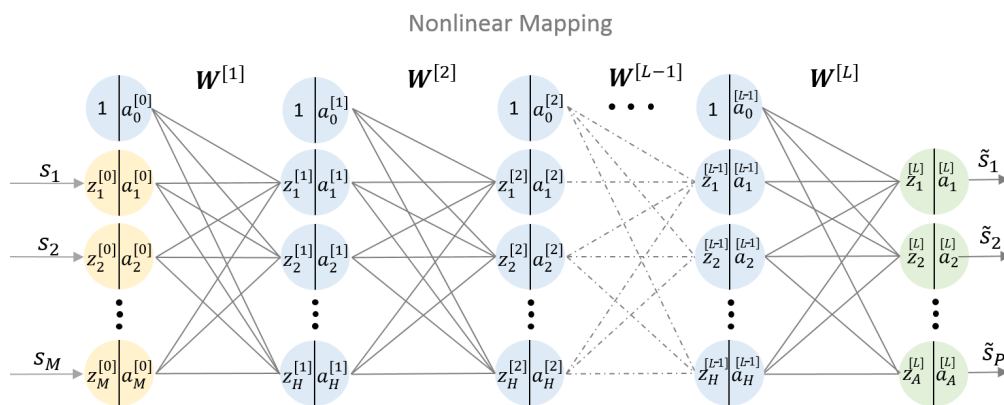 Nonlinear Mapping
W^[1] W^[2] W^[L-1] W^[L]
1 a_0^[0] 1 a_0^[1] 1 a_0^[2] • • • 1 a_0^[L-1]
s_1 z_1^[0] a_1^[0] z_1^[1] a_1^[1] z_1^[2] a_1^[2] z_1^[L-1] a_1^[L-1] z_1^[L] a_1^[L] s̃_1
s_2 z_2^[0] a_2^[0] z_2^[1] a_2^[1] z_2^[2] a_2^[2] z_2^[L-1] a_2^[L-1] z_2^[L] a_2^[L] s̃_2
s_M z_M^[0] a_M^[0] z_H^[1] a_H^[1] z_H^[2] a_H^[2] z_H^[L-1] a_H^[L-1] z_A^[L] a_A^[L] s̃_P